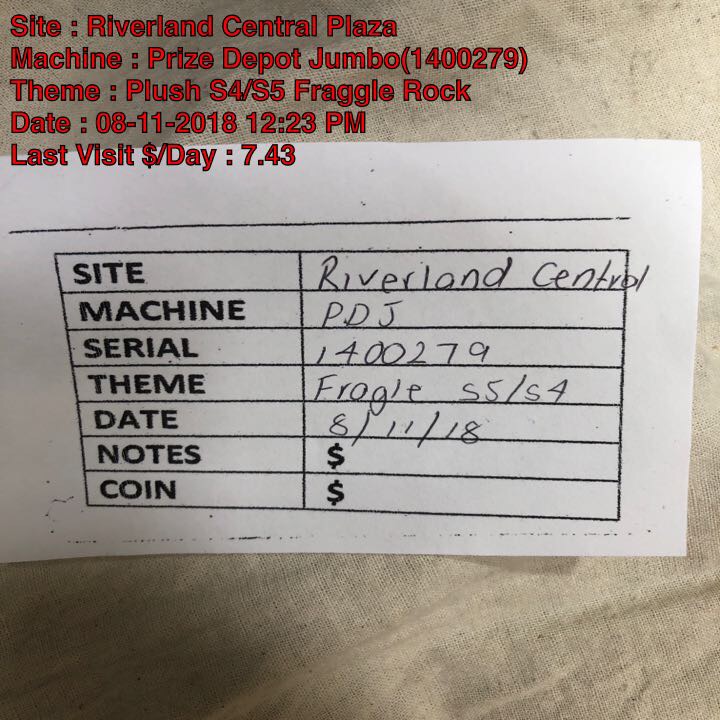 Site : Riverland Central Plaza
Machine : Prize Depot Jumbo(1400279)
Theme : Plush S4/S5 Fraggle Rock
Date : 08-11-2018 12:23 PM
Last Visit $/Day : 7.43
SITE Riverland Central
MACHINE PDJ
SERIAL 1400279
THEME Fragle S5/S4
DATE 8/11/18
NOTES $
COIN $